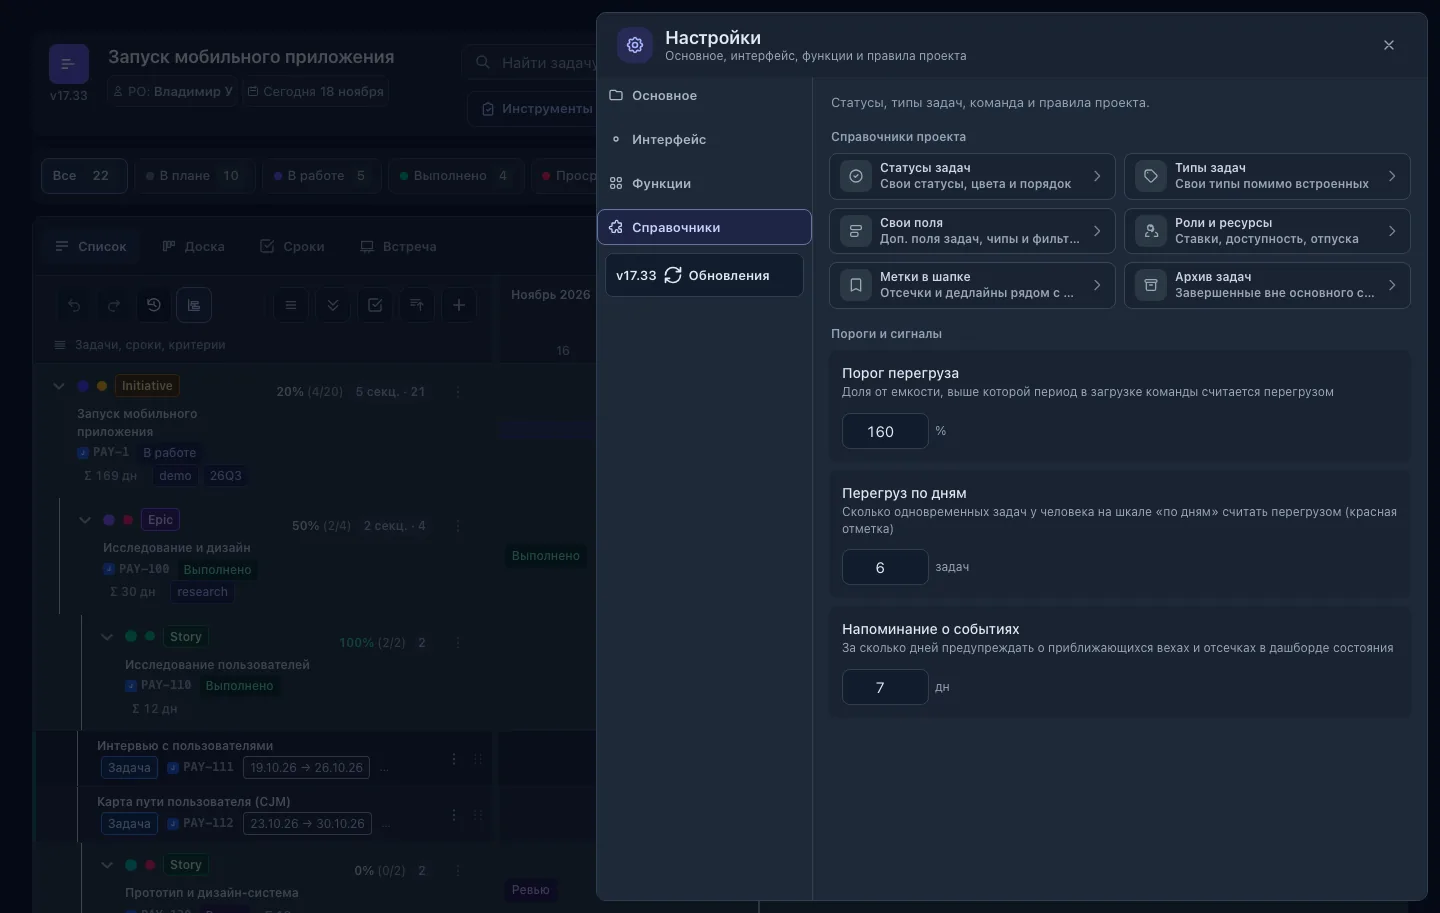 Запуск мобильного приложения
v17.33
PO: Владимир У
Сегодня 18 ноября
Найти задачу
Инструменты
Все 22
В плане 10
В работе 5
Выполнено 4
Список
Доска
Сроки
Встреча
Ноябрь 2026
Задачи, сроки, критерии
16
Initiative
20% (4/20) 5 секц. · 21
Запуск мобильного
приложения
PAY-1 В работе
Σ 169 дн demo 26Q3
Epic
50% (2/4) 2 секц. · 4
Исследование и дизайн
PAY-100 Выполнено
Σ 30 дн research
Выполнено
Story
100% (2/2) 2
Исследование пользователей
PAY-110 Выполнено
Σ 12 дн
Интервью с пользователями
Задача PAY-111 19.10.26 → 26.10.26 ...
Карта пути пользователя (CJM)
Задача PAY-112 23.10.26 → 30.10.26 ...
Story
0% (0/2) 2
Прототип и дизайн-система
Ревью
Настройки
Основное, интерфейс, функции и правила проекта
Основное
Интерфейс
Функции
Справочники
v17.33 Обновления
Статусы, типы задач, команда и правила проекта.
Справочники проекта
Статусы задач
Свои статусы, цвета и порядок
Типы задач
Свои типы помимо встроенных
Свои поля
Доп. поля задач, чипы и фильт...
Роли и ресурсы
Ставки, доступность, отпуска
Метки в шапке
Отсечки и дедлайны рядом с ...
Архив задач
Завершенные вне основного с...
Пороги и сигналы
Порог перегруза
Доля от емкости, выше которой период в загрузке команды считается перегрузом
160 %
Перегруз по дням
Сколько одновременных задач у человека на шкале «по дням» считать перегрузом (красная
отметка)
6 задач
Напоминание о событиях
За сколько дней предупреждать о приближающихся вехах и отсечках в дашборде состояния
7 дн